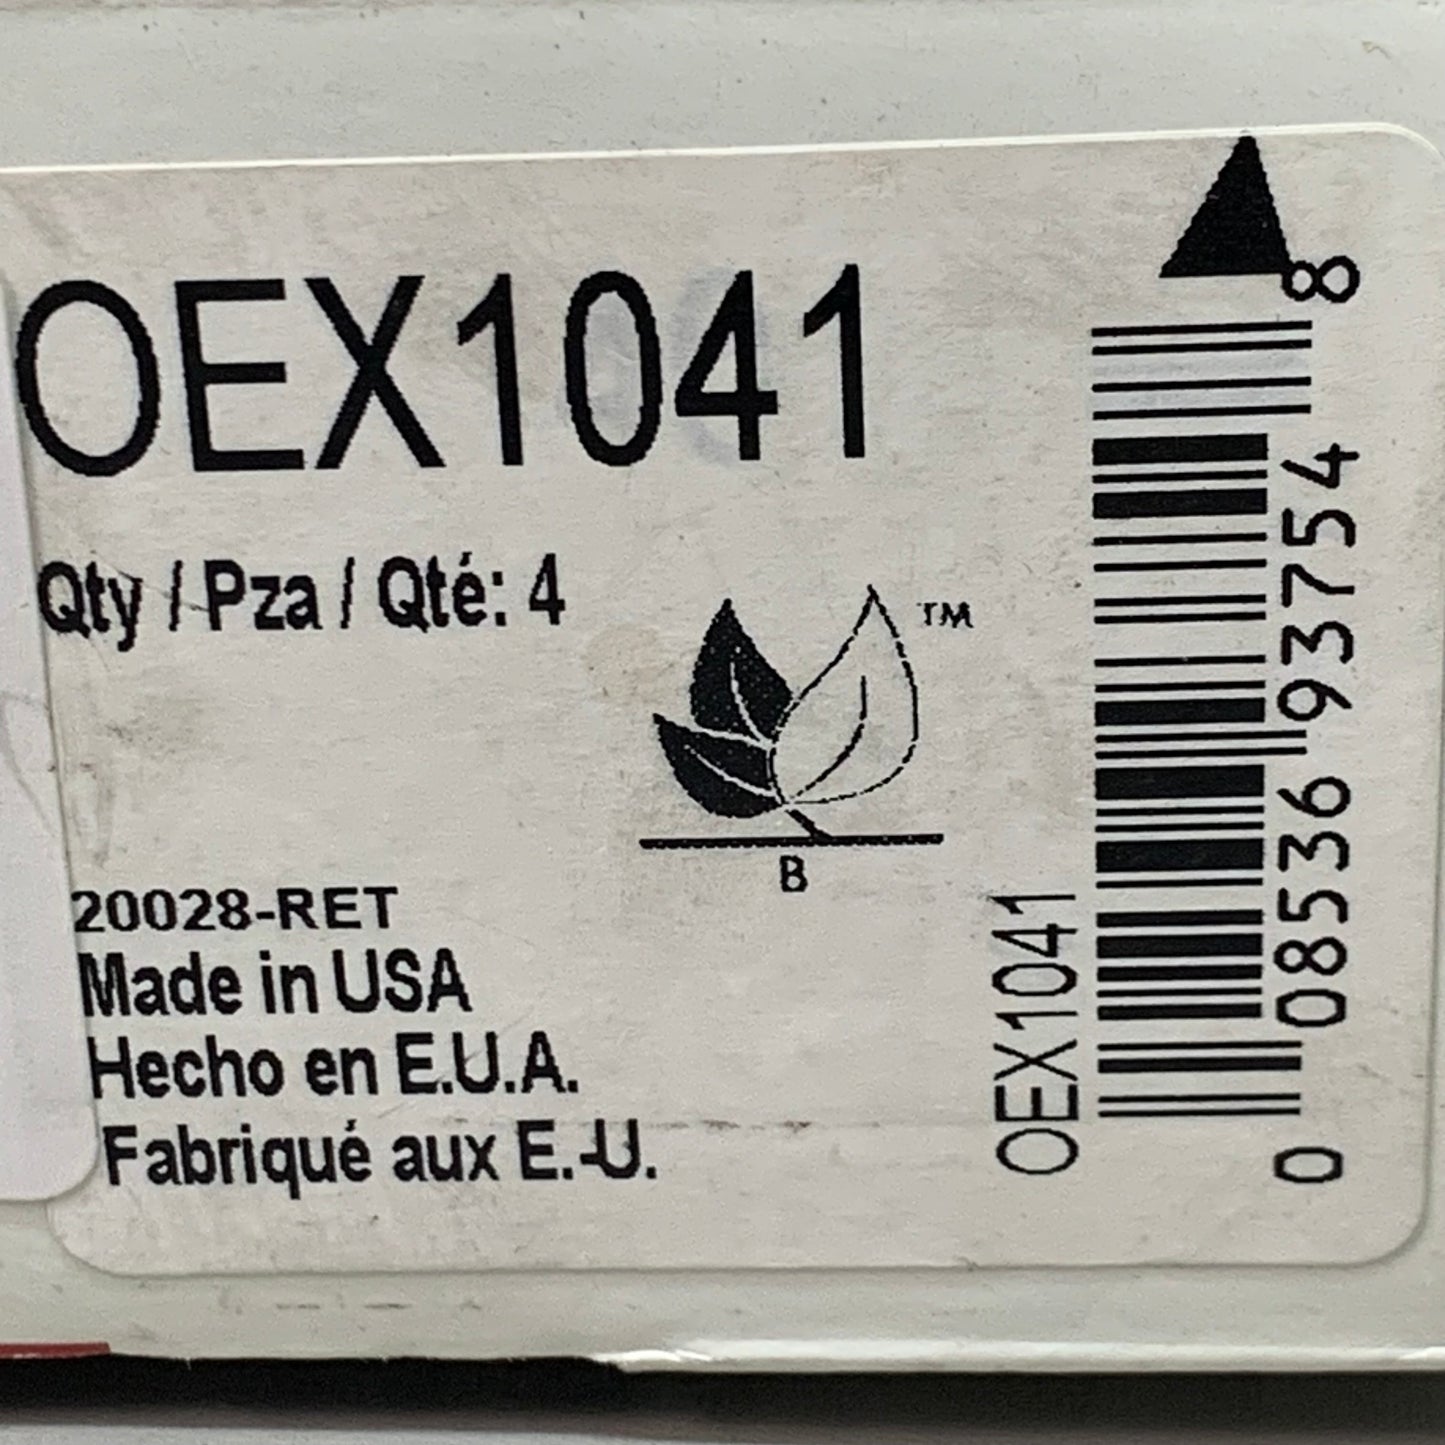 OEX1041
Qty / Pza / Qté: 4
TM
B
20028-RET
Made in USA
Hecho en E.U.A.
Fabriqué aux E.-U.
OEX1041
0 08536 93754 8